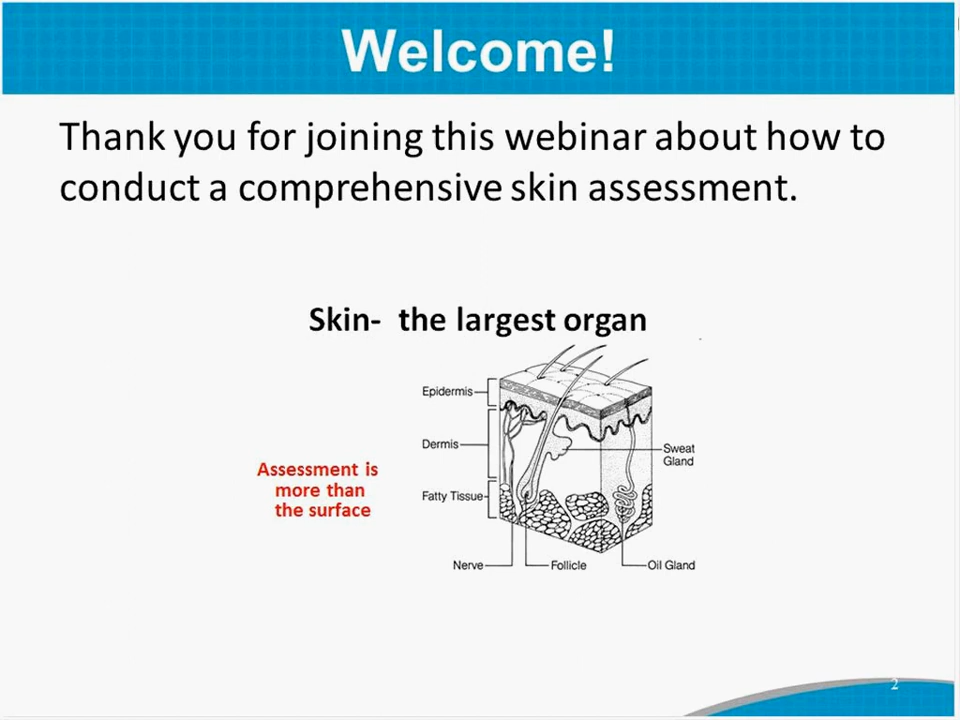 Welcome!
Thank you for joining this webinar about how to
conduct a comprehensive skin assessment.
Skin-  the largest organ
Epidermis
Dermis
Sweat
Gland
Assessment is
more than
the surface
Fatty Tissue
Nerve
Follicle
Oil Gland
2